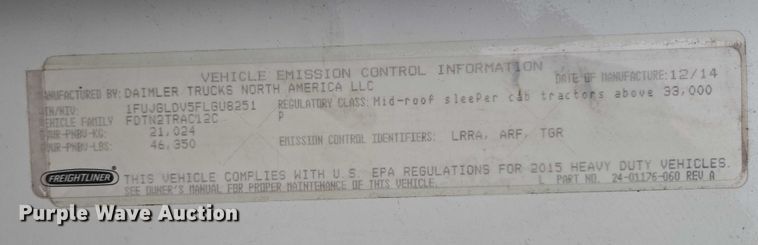 VEHICLE EMISSION CONTROL INFORMATION
MANUFACTURED BY: DAIMLER TRUCKS NORTH AMERICA LLC DATE OF MANUFACTURE: 12/14
VIN/NIV: 1FUJGLDV5FLGU8251 REGULATORY CLASS: Mid-roof sleeper cab tractors above 33,000
VEHICLE FAMILY FDTN2TRAC12C P
GVWR-PNBV-KG: 21,024
GVWR-PNBV-LBS: 46,350 EMISSION CONTROL IDENTIFIERS: LRRA, ARF, TGR
FREIGHTLINER THIS VEHICLE COMPLIES WITH U.S. EPA REGULATIONS FOR 2015 HEAVY DUTY VEHICLES.
SEE OWNER'S MANUAL FOR PROPER MAINTENANCE OF THIS VEHICLE. L PART NO. 24-01176-060 REV A
Purple Wave Auction